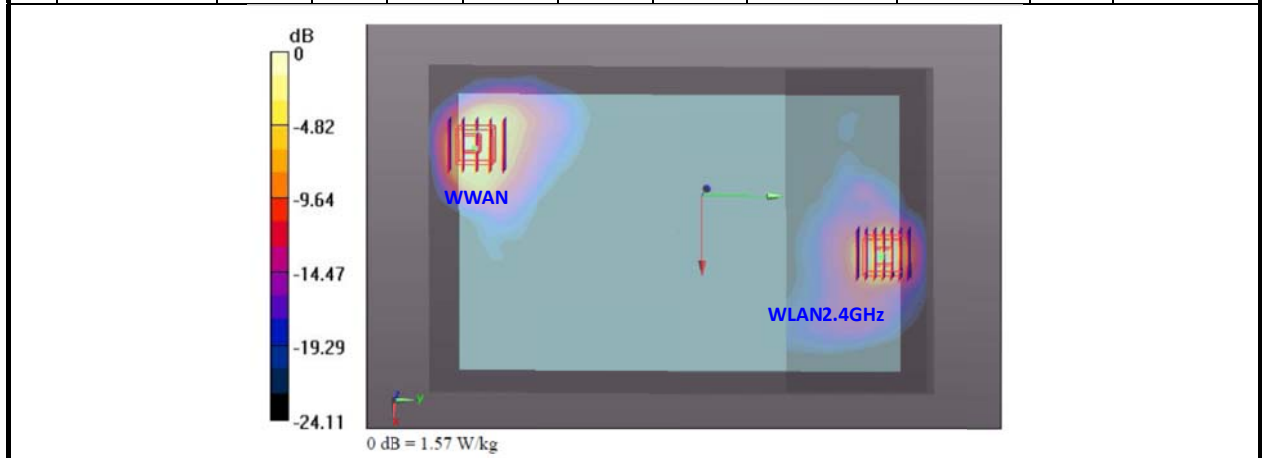 dB
0
-4.82
-9.64
-14.47
-19.29
-24.11
WWAN
WLAN2.4GHz
y
x
0 dB = 1.57 W/kg